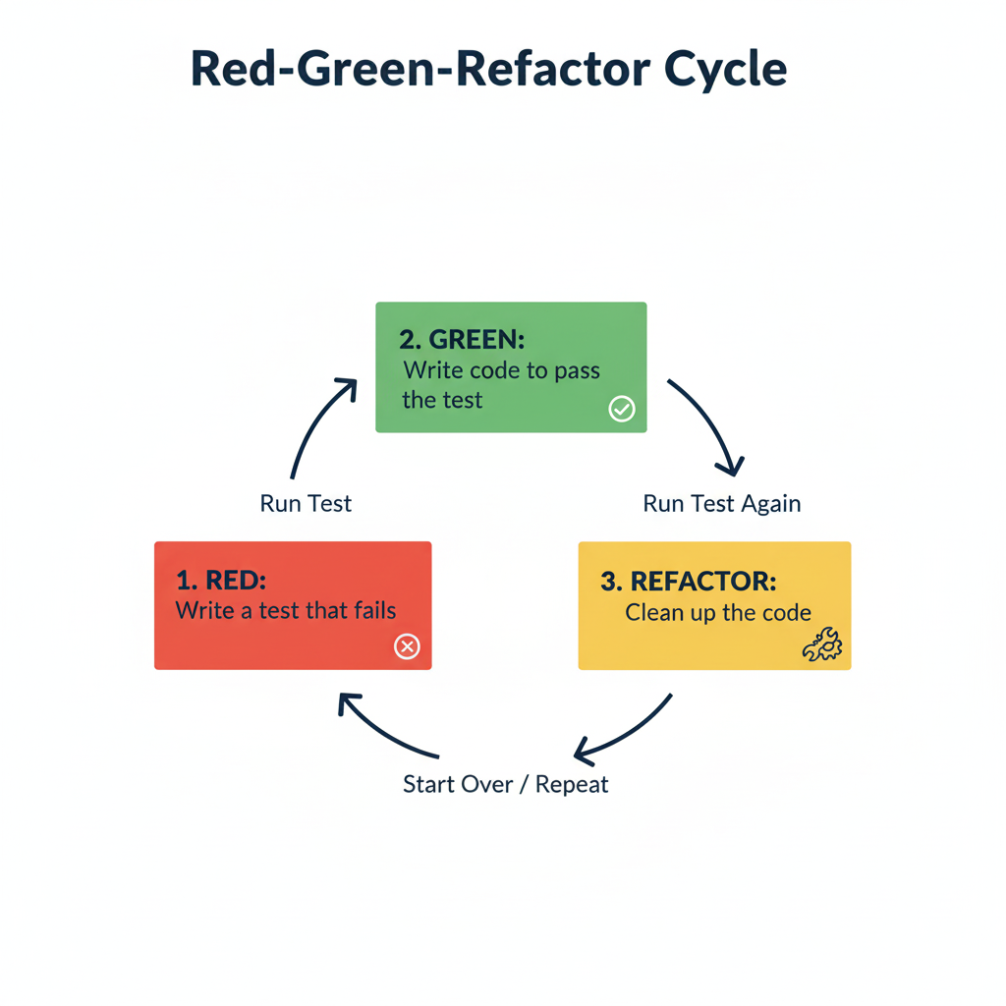 Red-Green-Refactor Cycle
2. GREEN:
Write code to pass
the test
Run Test
Run Test Again
1. RED:
Write a test that fails
3. REFACTOR:
Clean up the code
Start Over / Repeat